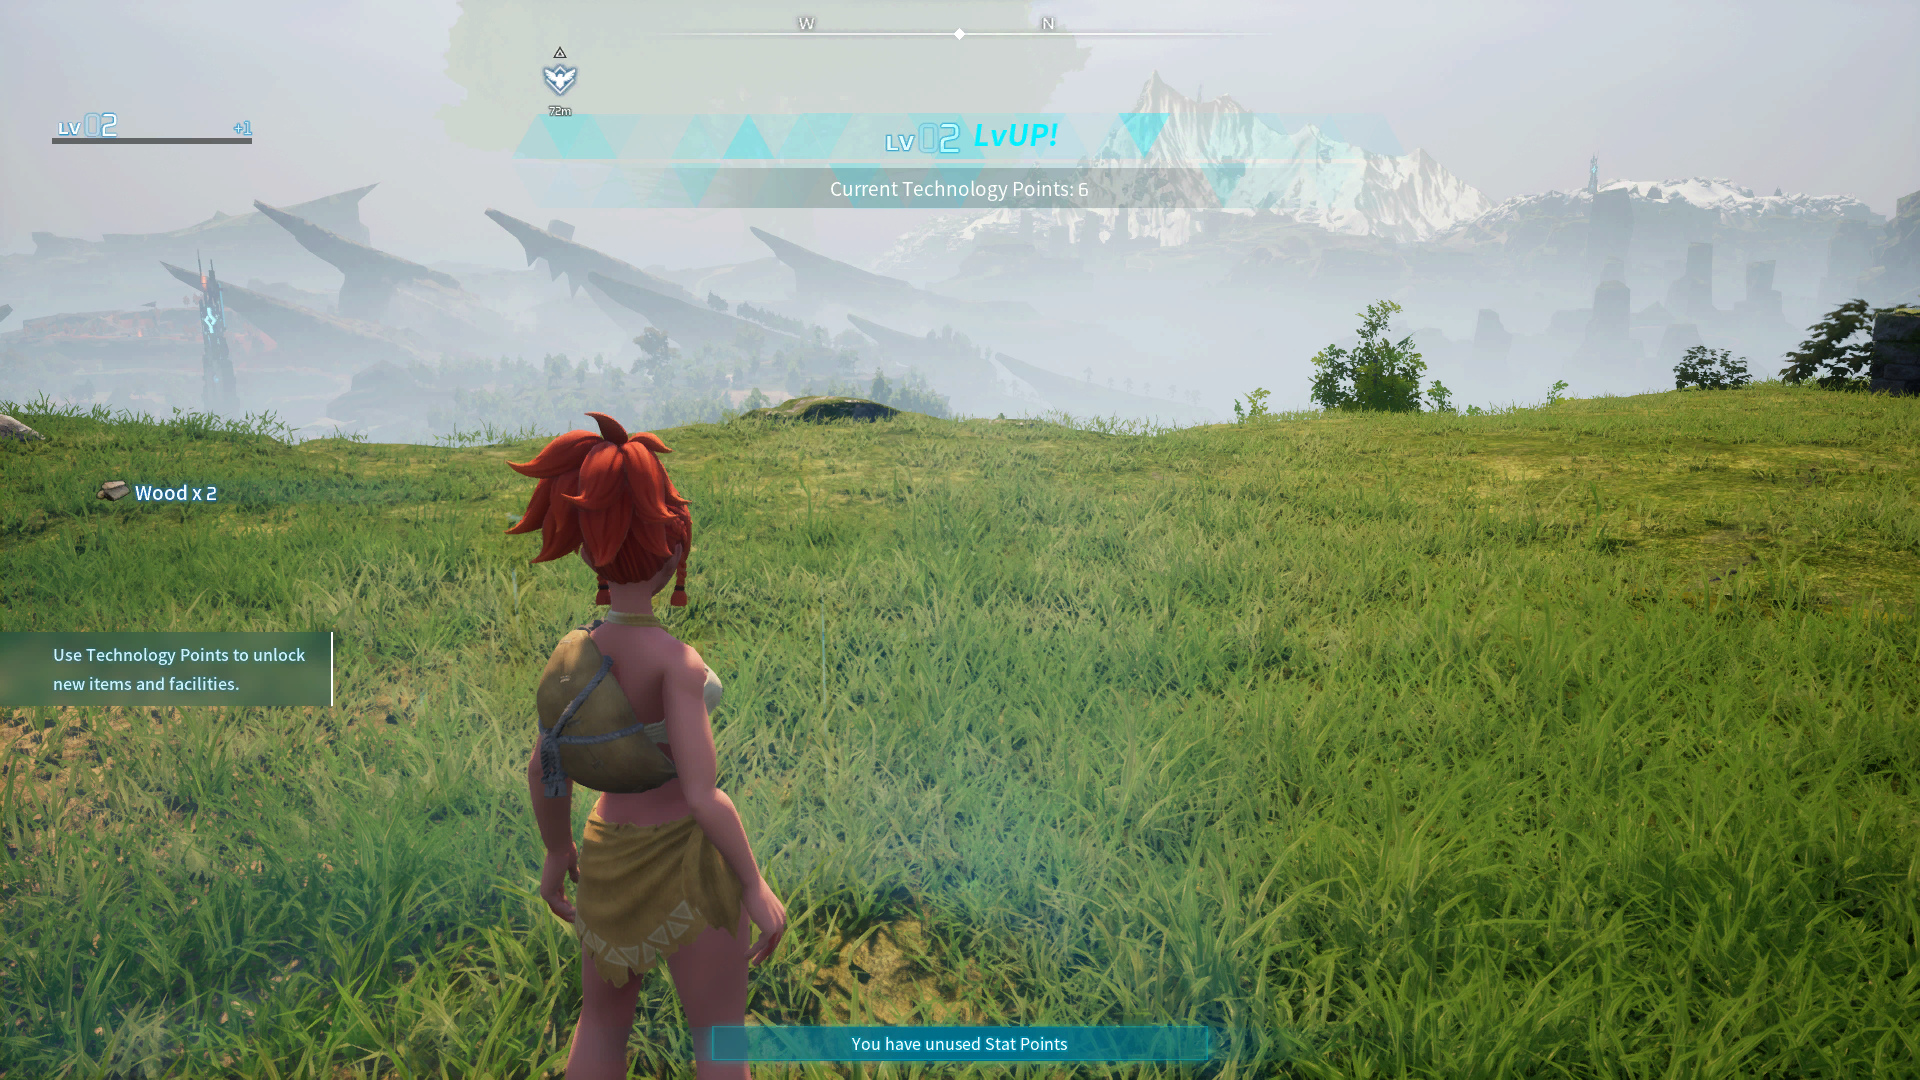 W
N
72m
LV 02
+1
LV 02 LvUP!
Current Technology Points: 6
Wood x 2
Use Technology Points to unlock
new items and facilities.
You have unused Stat Points